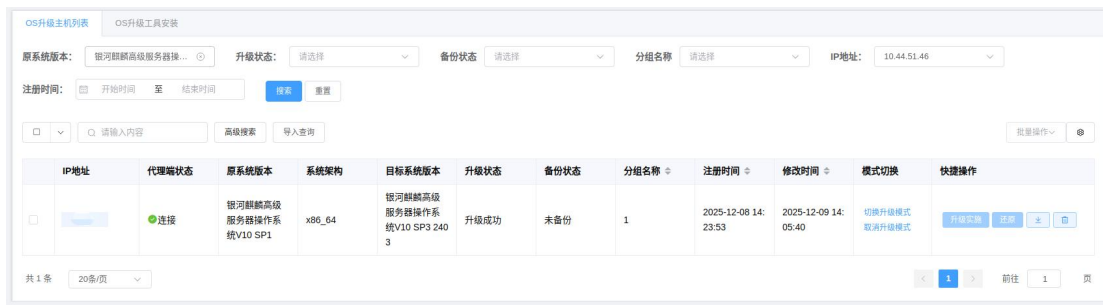 OS升级主机列表 OS升级工具安装
原系统版本： 银河麒麟高级服务器操... 升级状态： 请选择 备份状态 请选择 分组名称 请选择 IP地址： 10.44.51.46
注册时间： 开始时间 至 结束时间 搜索 重置
请输入内容 高级搜索 导入查询 批量操作
IP地址 代理端状态 原系统版本 系统架构 目标系统版本 升级状态 备份状态 分组名称 注册时间 修改时间 模式切换 快捷操作
连接
银河麒麟高级
服务器操作系
统V10 SP1
x86_64
银河麒麟高级
服务器操作系
统V10 SP3 240
3
升级成功
未备份
1
2025-12-08 14:
23:53
2025-12-09 14:
05:40
切换升级模式
取消升级模式
升级实施 还原
共 1 条 20条/页 1 前往 1 页